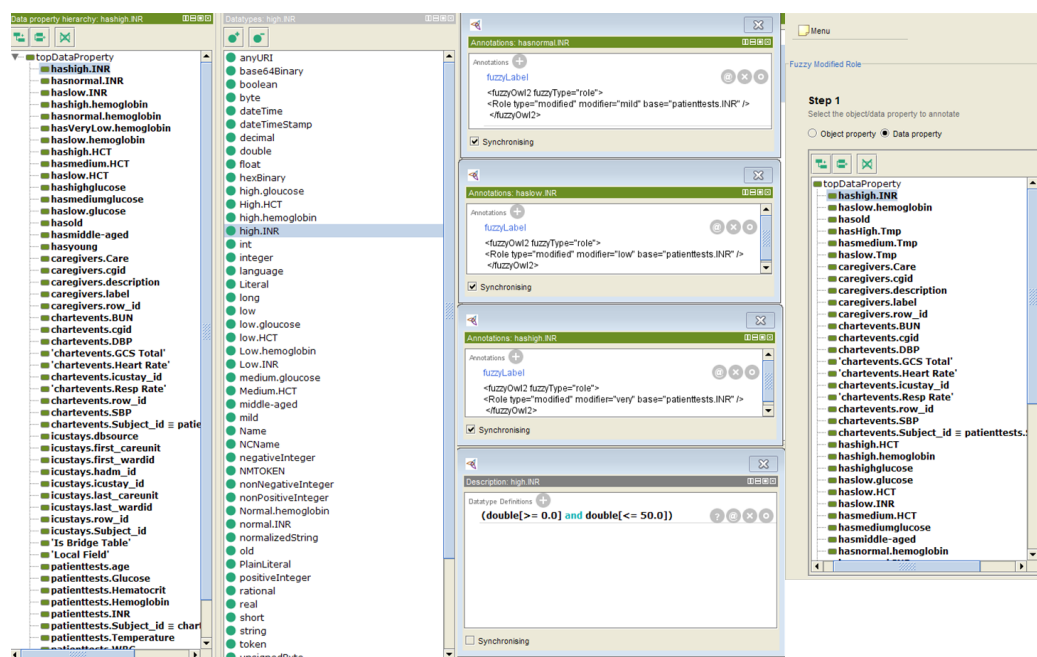 Data property hierarchy: hashigh.INR
topDataProperty
hashigh.INR
hasnormal.INR
haslow.INR
hashigh.hemoglobin
hasnormal.hemoglobin
hasVeryLow.hemoglobin
haslow.hemoglobin
hashigh.HCT
hasmedium.HCT
haslow.HCT
hashighglucose
hasmediumglucose
haslow.glucose
hasold
hasmiddle-aged
hasyoung
caregivers.Care
caregivers.cgid
caregivers.description
caregivers.label
caregivers.row_id
chartevents.BUN
chartevents.cgid
chartevents.DBP
chartevents.'GCS Total'
chartevents.'Heart Rate'
chartevents.icustay_id
chartevents.'Resp Rate'
chartevents.row_id
chartevents.SBP
chartevents.Subject_id ≡ patie
icustays.dbsource
icustays.first_careunit
icustays.first_wardid
icustays.hadm_id
icustays.icustay_id
icustays.last_careunit
icustays.last_wardid
icustays.row_id
icustays.Subject_id
'Is Bridge Table'
'Local Field'
patienttests.age
patienttests.Glucose
patienttests.Hematocrit
patienttests.Hemoglobin
patienttests.INR
patienttests.Subject_id ≡ char
patienttests.Temperature
patienttests.WBC
Datatypes: high.INR
anyURI
base64Binary
boolean
byte
dateTime
dateTimeStamp
decimal
double
float
hexBinary
high.gloucose
High.HCT
high.hemoglobin
high.INR
int
integer
language
Literal
long
low
low.gloucose
low.HCT
Low.hemoglobin
Low.INR
medium.gloucose
Medium.HCT
middle-aged
mild
Name
NCName
negativeInteger
NMTOKEN
nonNegativeInteger
nonPositiveInteger
Normal.hemoglobin
normal.INR
normalizedString
old
PlainLiteral
positiveInteger
rational
real
short
string
token
unsignedByte
Annotations: hasnormal.INR
Annotations
fuzzyLabel
<fuzzyOwl2 fuzzyType="role">
<Role type="modified" modifier="mild" base="patienttests.INR" />
</fuzzyOwl2>
Synchronising
Annotations: haslow.INR
Annotations
fuzzyLabel
<fuzzyOwl2 fuzzyType="role">
<Role type="modified" modifier="low" base="patienttests.INR" />
</fuzzyOwl2>
Synchronising
Annotations: hashigh.INR
Annotations
fuzzyLabel
<fuzzyOwl2 fuzzyType="role">
<Role type="modified" modifier="very" base="patienttests.INR" />
</fuzzyOwl2>
Synchronising
Description: high.INR
Datatype Definitions
(double[>= 0.0] and double[<= 50.0])
Synchronising
Menu
Fuzzy Modified Role
Step 1
Select the object/data property to annotate
Object property Data property
topDataProperty
hashigh.INR
haslow.hemoglobin
hasold
hasHigh.Tmp
hasmedium.Tmp
haslow.Tmp
caregivers.Care
caregivers.cgid
caregivers.description
caregivers.label
caregivers.row_id
chartevents.BUN
chartevents.cgid
chartevents.DBP
chartevents.'GCS Total'
chartevents.'Heart Rate'
chartevents.icustay_id
chartevents.'Resp Rate'
chartevents.row_id
chartevents.SBP
chartevents.Subject_id ≡ patienttests.
hashigh.HCT
hashigh.hemoglobin
hashighglucose
haslow.glucose
haslow.HCT
haslow.INR
hasmedium.HCT
hasmediumglucose
hasmiddle-aged
hasnormal.hemoglobin